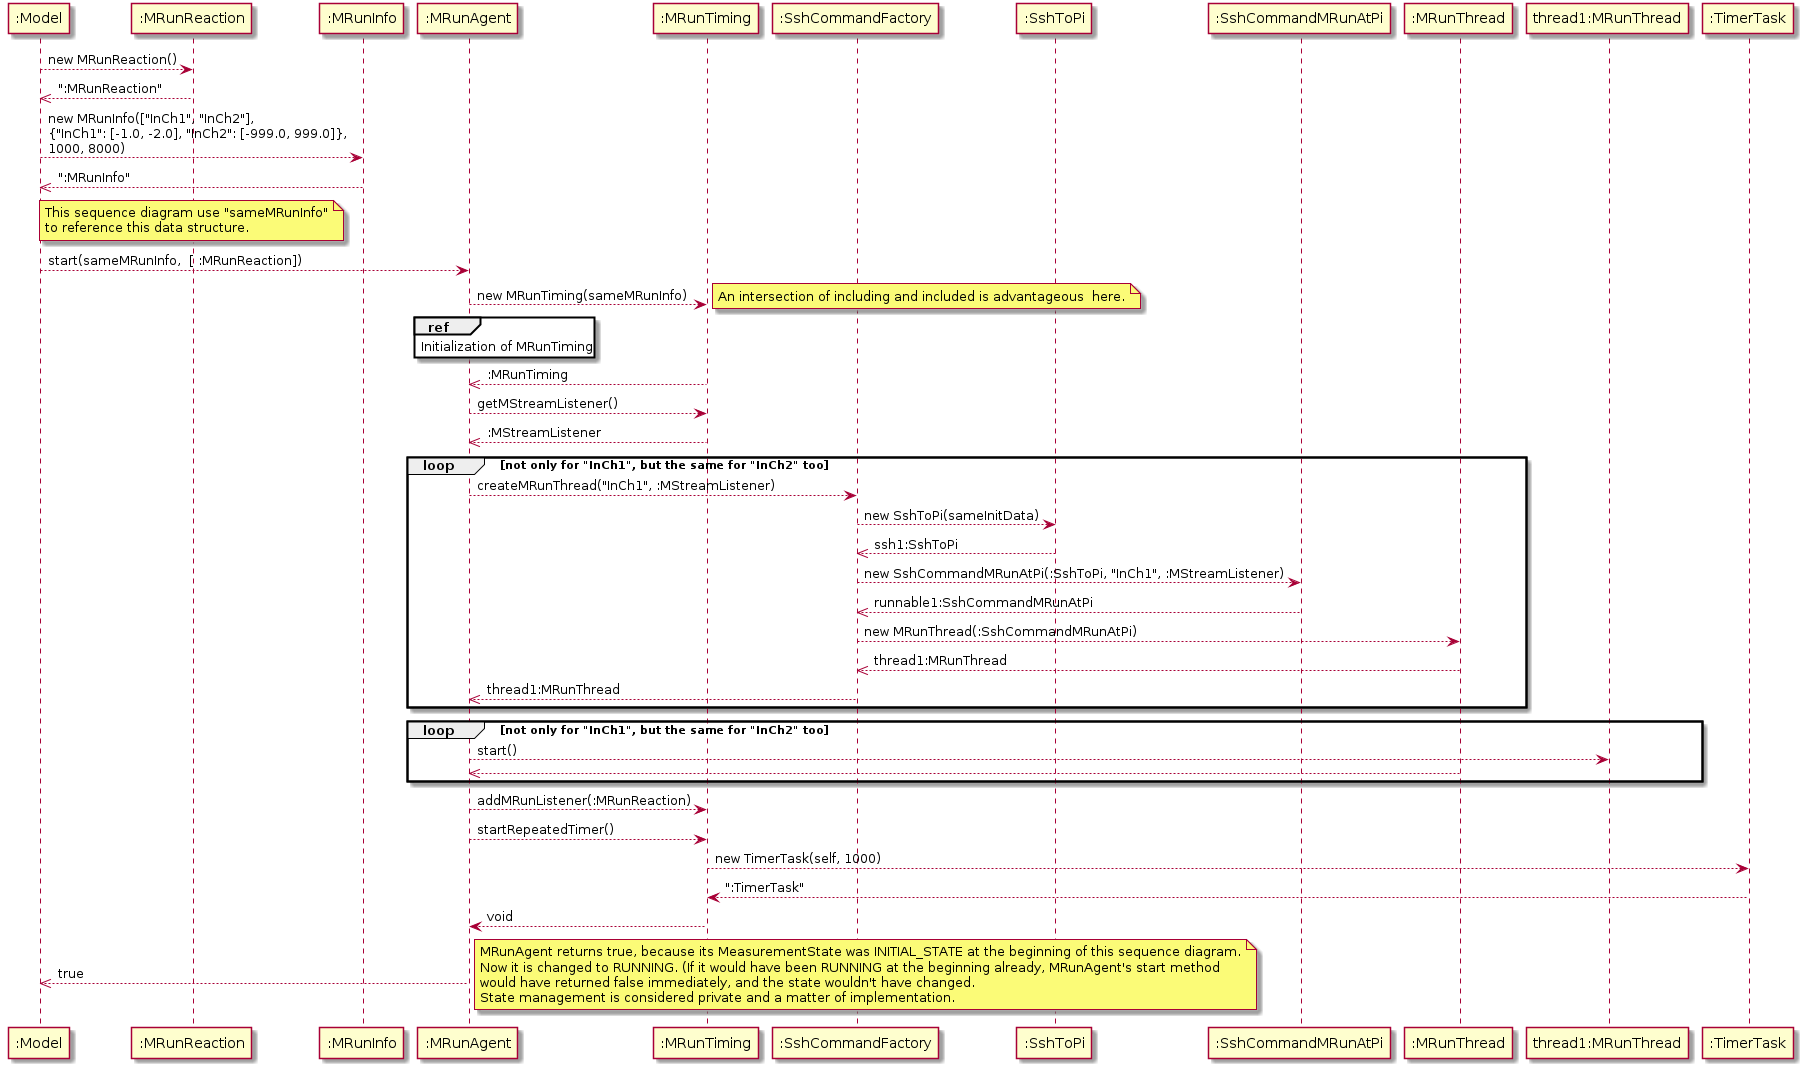 :Model
:MRunReaction
:MRunInfo
:MRunAgent
:MRunTiming
:SshCommandFactory
:SshToPi
:SshCommandMRunAtPi
:MRunThread
thread1:MRunThread
:TimerTask
new MRunReaction()
":MRunReaction"
new MRunInfo(["InCh1", "InCh2"],
{"InCh1": [-1.0, -2.0], "InCh2": [-999.0, 999.0]},
1000, 8000)
":MRunInfo"
This sequence diagram use "sameMRunInfo"
to reference this data structure.
start(sameMRunInfo,  [ :MRunReaction])
new MRunTiming(sameMRunInfo)
An intersection of including and included is advantageous  here.
ref
Initialization of MRunTiming
:MRunTiming
getMStreamListener()
:MStreamListener
loop
[not only for "InCh1", but the same for "InCh2" too]
createMRunThread("InCh1", :MStreamListener)
new SshToPi(sameInitData)
ssh1:SshToPi
new SshCommandMRunAtPi(:SshToPi, "InCh1", :MStreamListener)
runnable1:SshCommandMRunAtPi
new MRunThread(:SshCommandMRunAtPi)
thread1:MRunThread
thread1:MRunThread
loop
[not only for "InCh1", but the same for "InCh2" too]
start()
addMRunListener(:MRunReaction)
startRepeatedTimer()
new TimerTask(self, 1000)
":TimerTask"
void
MRunAgent returns true, because its MeasurementState was INITIAL_STATE at the beginning of this sequence diagram.
Now it is changed to RUNNING. (If it would have been RUNNING at the beginning already, MRunAgent's start method
would have returned false immediately, and the state wouldn't have changed.
State management is considered private and a matter of implementation.
true
:Model
:MRunReaction
:MRunInfo
:MRunAgent
:MRunTiming
:SshCommandFactory
:SshToPi
:SshCommandMRunAtPi
:MRunThread
thread1:MRunThread
:TimerTask